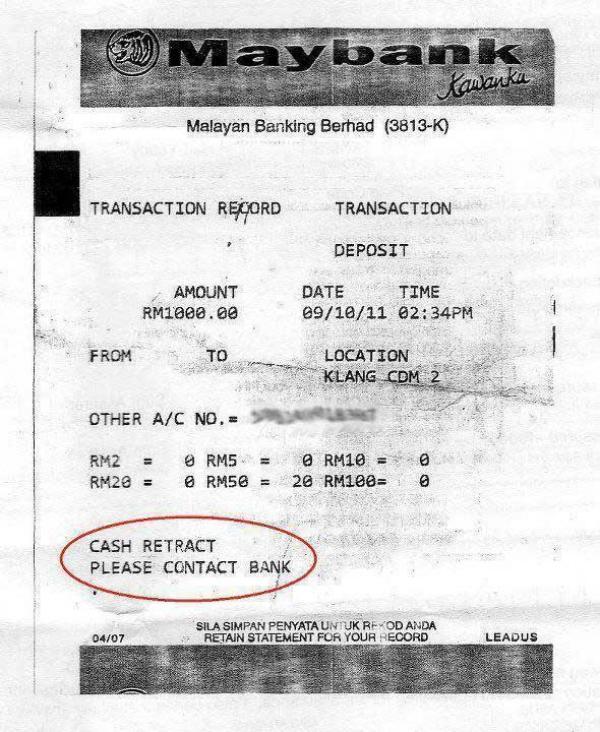 Maybank
Kawanku
Malayan Banking Berhad (3813-K)
TRANSACTION RECORD TRANSACTION
DEPOSIT
AMOUNT DATE TIME
RM1000.00 09/10/11 02:34PM
FROM TO LOCATION
KLANG CDM 2
OTHER A/C NO.=
RM2 = 0 RM5 = 0 RM10 = 0
RM20 = 0 RM50 = 20 RM100= 0
CASH RETRACT
PLEASE CONTACT BANK
SILA SIMPAN PENYATA UNTUK REKOD ANDA
04/07 RETAIN STATEMENT FOR YOUR RECORD LEADUS